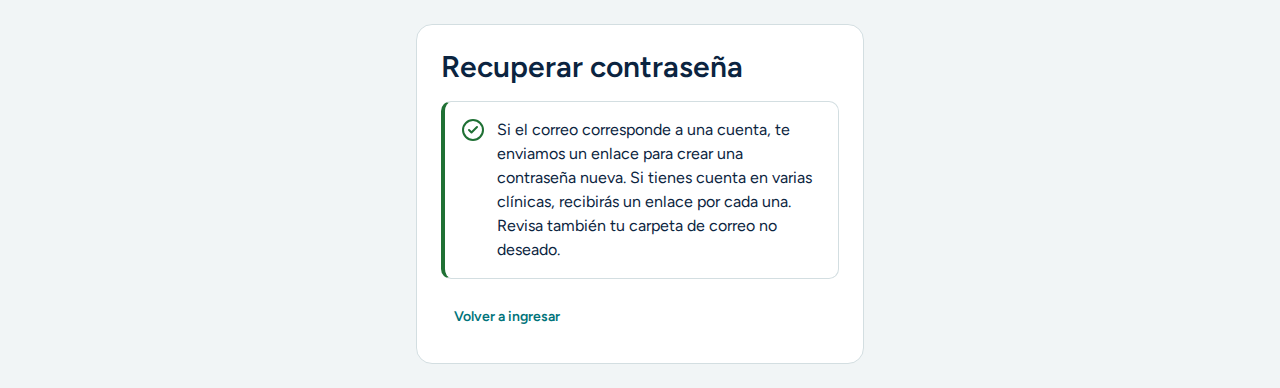 Recuperar contraseña
Si el correo corresponde a una cuenta, te
enviamos un enlace para crear una
contraseña nueva. Si tienes cuenta en varias
clínicas, recibirás un enlace por cada una.
Revisa también tu carpeta de correo no
deseado.
Volver a ingresar